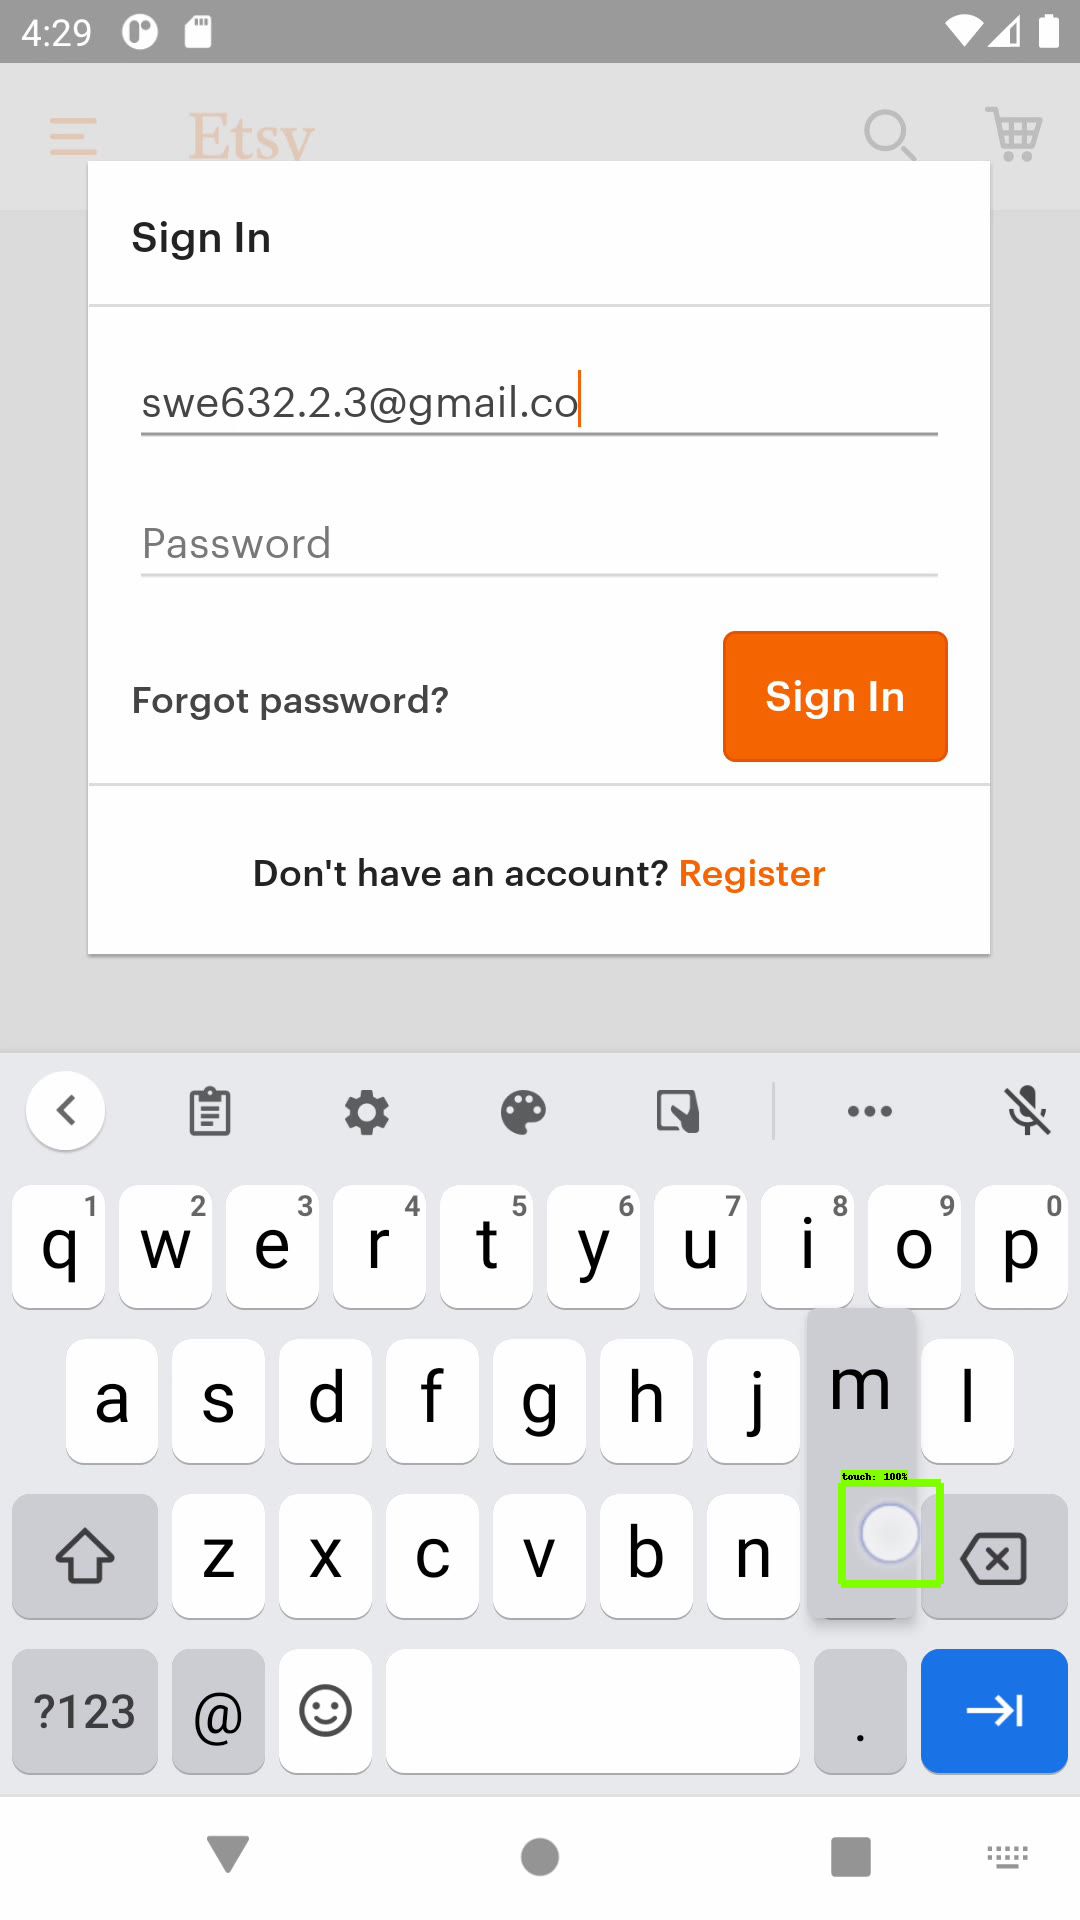 4:29
Etsy
Sign In
swe632.2.3@gmail.co
Password
Forgot password?
Sign In
Don't have an account? Register
q 1 w 2 e 3 r 4 t 5 y 6 u 7 i 8 o 9 p 0
a s d f g h j m l
touch: 100%
z x c v b n
?123 @ .